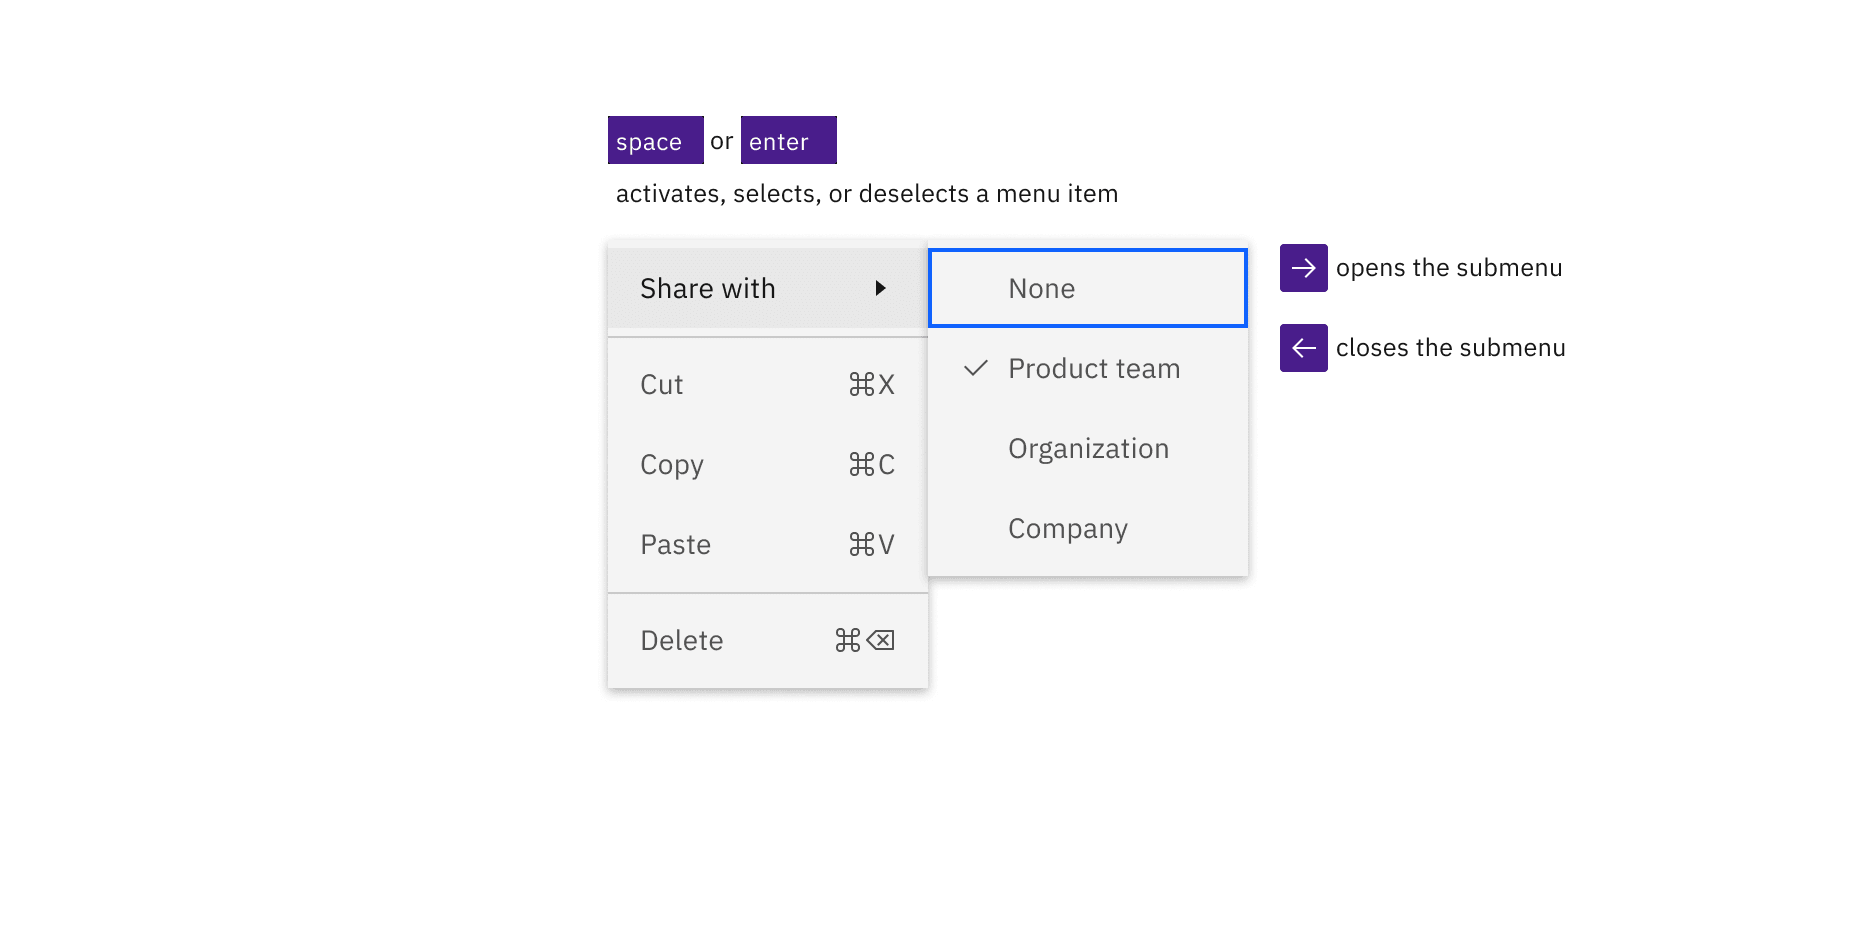 space or enter
activates, selects, or deselects a menu item
Share with
Cut ⌘X
Copy ⌘C
Paste ⌘V
Delete ⌘⌫
None
✓ Product team
Organization
Company
→ opens the submenu
← closes the submenu